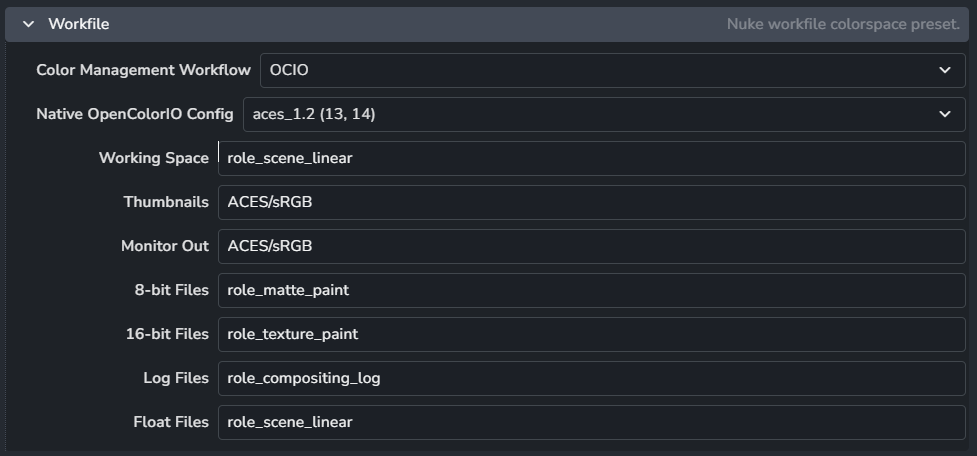 Workfile Nuke workfile colorspace preset.
Color Management Workflow OCIO
Native OpenColorIO Config aces_1.2 (13, 14)
Working Space role_scene_linear
Thumbnails ACES/sRGB
Monitor Out ACES/sRGB
8-bit Files role_matte_paint
16-bit Files role_texture_paint
Log Files role_compositing_log
Float Files role_scene_linear